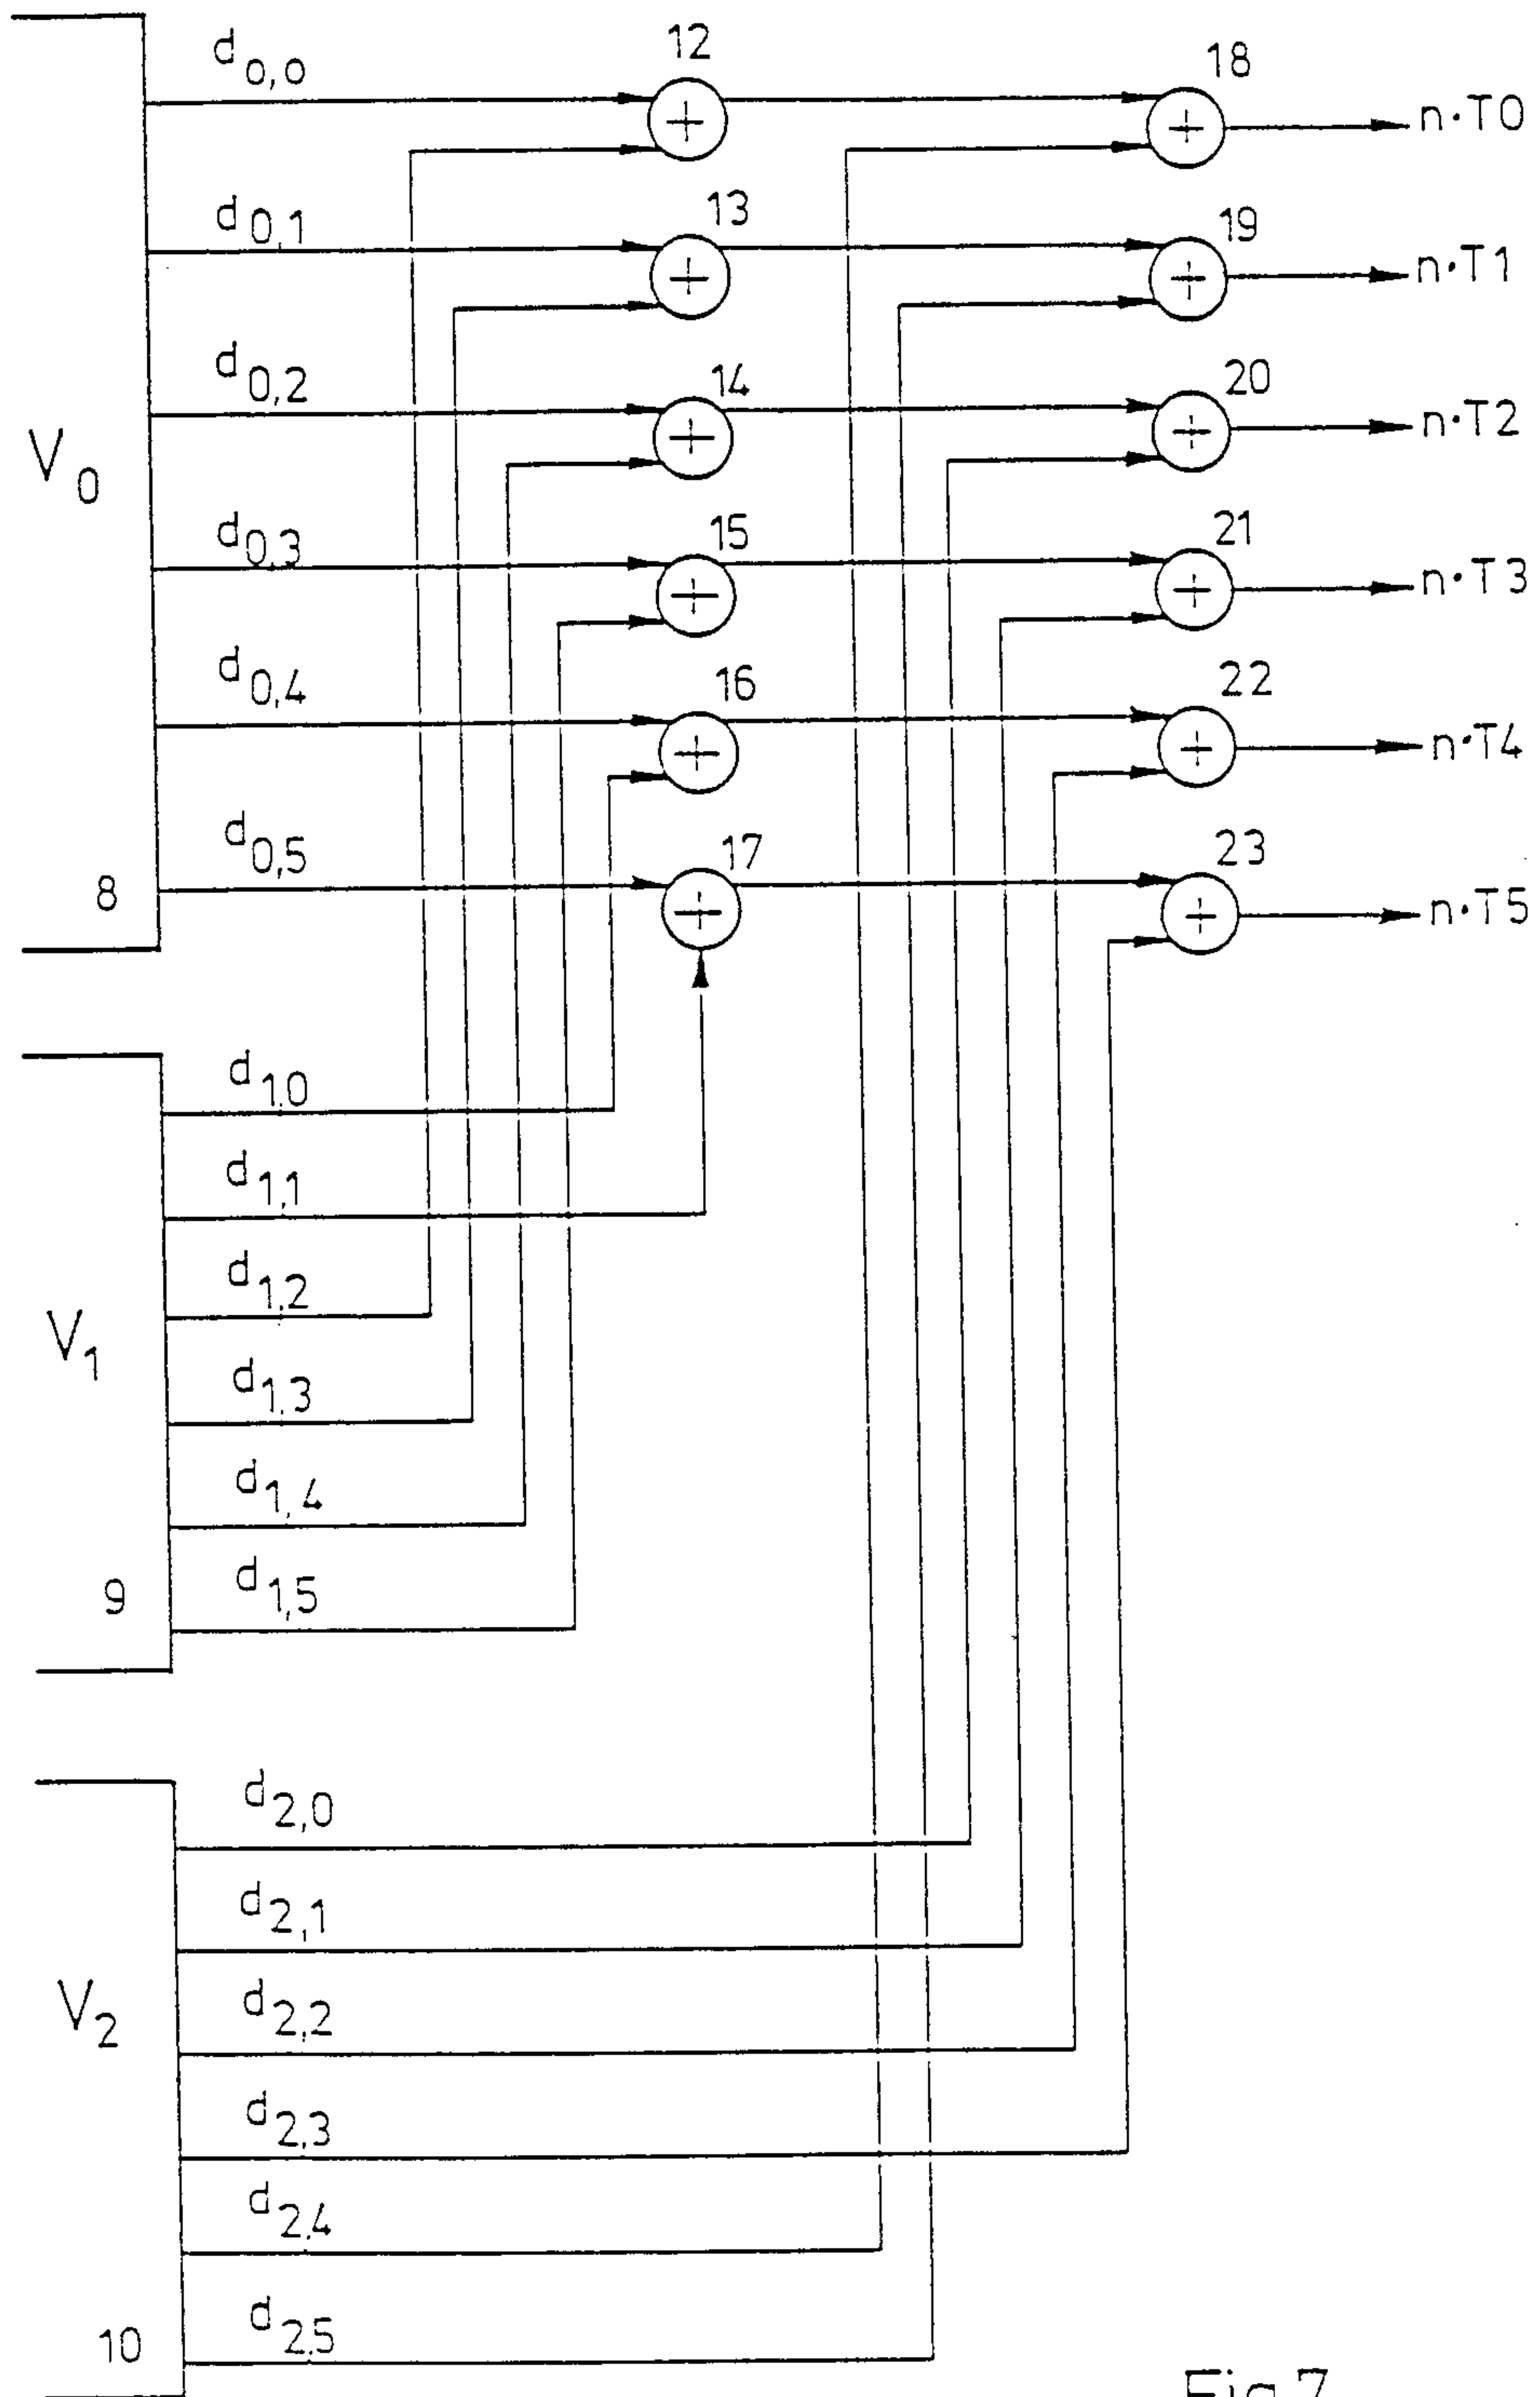 d0,0 12 18
n·T0
d0,1 13 19
n·T1
d0,2 14 20
n·T2
V0
d0,3 15 21
n·T3
d0,4 16 22
n·T4
d0,5 17 23
8
n·T5
d1,0
d1,1
d1,2
V1
d1,3
d1,4
9
d1,5
d2,0
d2,1
V2
d2,2
d2,3
d2,4
10
d2,5
Fig.7